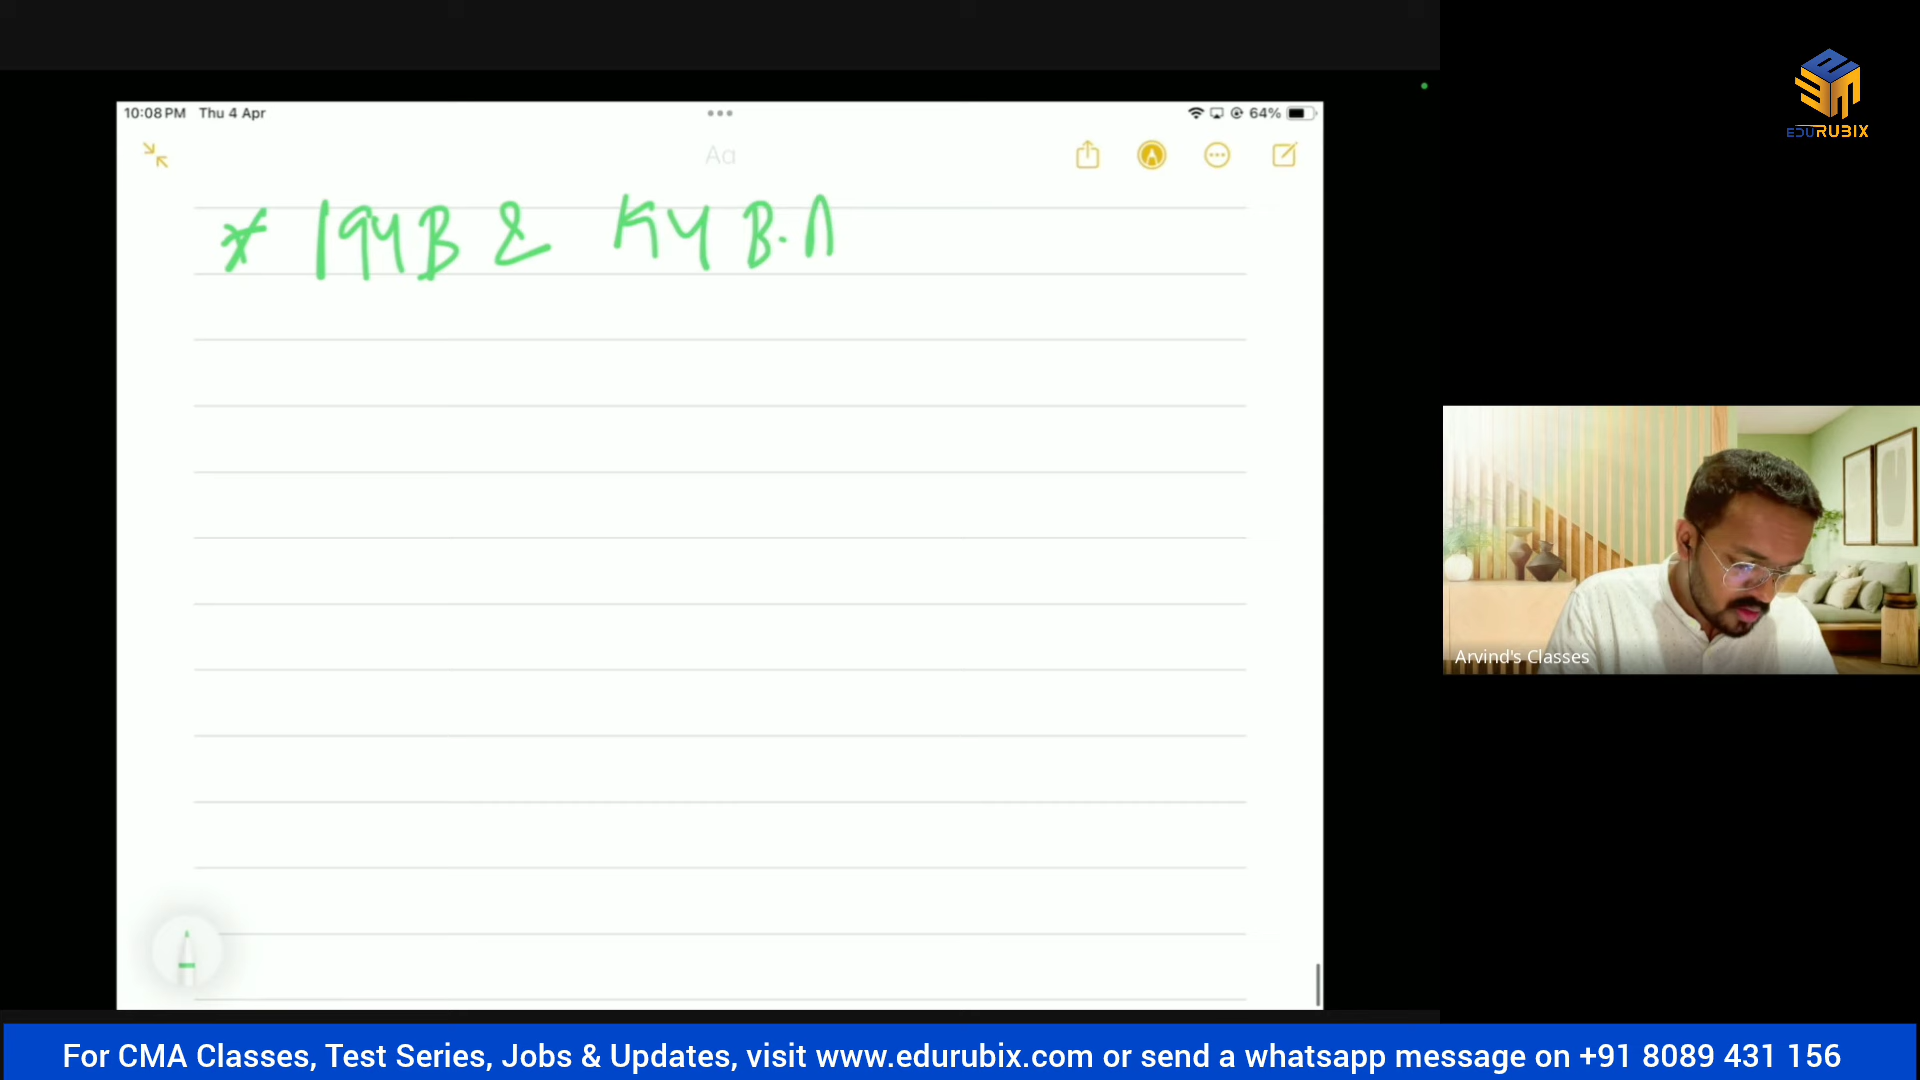 10:08 PM Thu 4 Apr
64%
Aa
* 194B & 194 B.A
EDURUBIX
Arvind's Classes
For CMA Classes, Test Series, Jobs & Updates, visit www.edurubix.com or send a whatsapp message on +91 8089 431 156